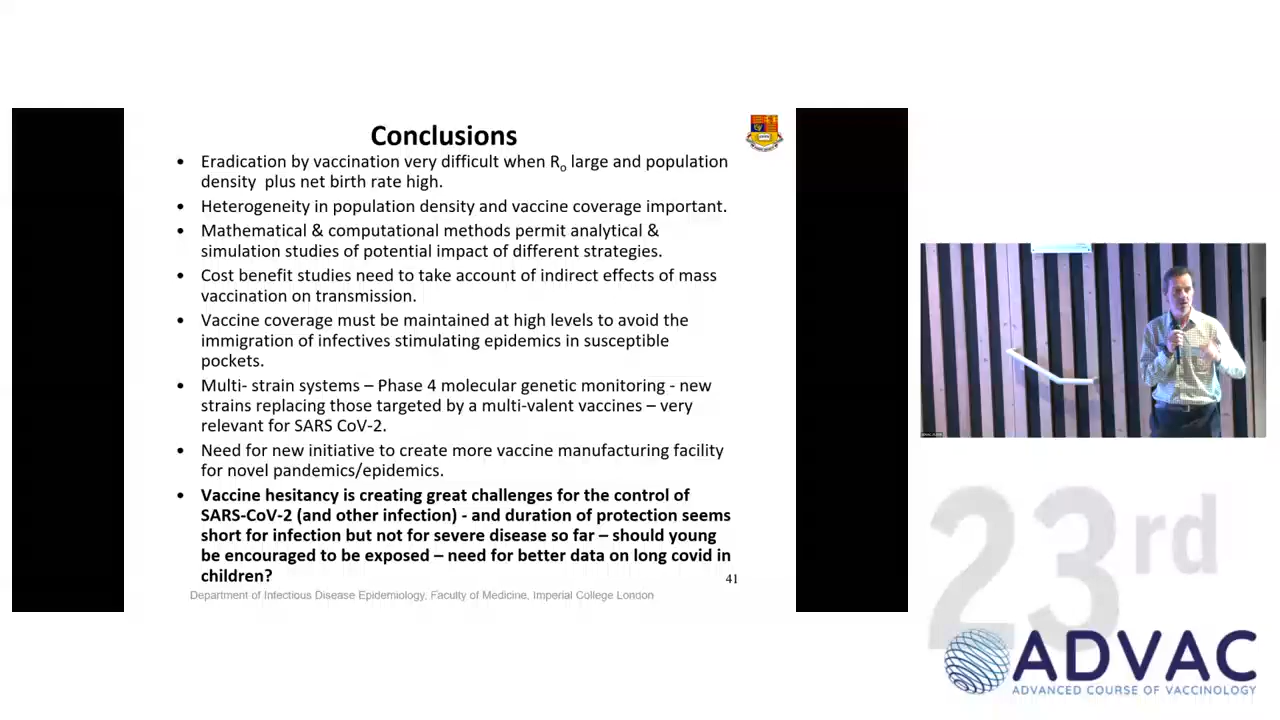 Conclusions
• Eradication by vaccination very difficult when Ro large and population
density plus net birth rate high.
• Heterogeneity in population density and vaccine coverage important.
• Mathematical & computational methods permit analytical &
simulation studies of potential impact of different strategies.
• Cost benefit studies need to take account of indirect effects of mass
vaccination on transmission.
• Vaccine coverage must be maintained at high levels to avoid the
immigration of infectives stimulating epidemics in susceptible
pockets.
• Multi- strain systems – Phase 4 molecular genetic monitoring - new
strains replacing those targeted by a multi-valent vaccines – very
relevant for SARS CoV-2.
• Need for new initiative to create more vaccine manufacturing facility
for novel pandemics/epidemics.
• Vaccine hesitancy is creating great challenges for the control of
SARS-CoV-2 (and other infection) - and duration of protection seems
short for infection but not for severe disease so far – should young
be encouraged to be exposed – need for better data on long covid in
children?
41
Department of Infectious Disease Epidemiology, Faculty of Medicine, Imperial College London
23rd
ADVAC
ADVANCED COURSE OF VACCINOLOGY